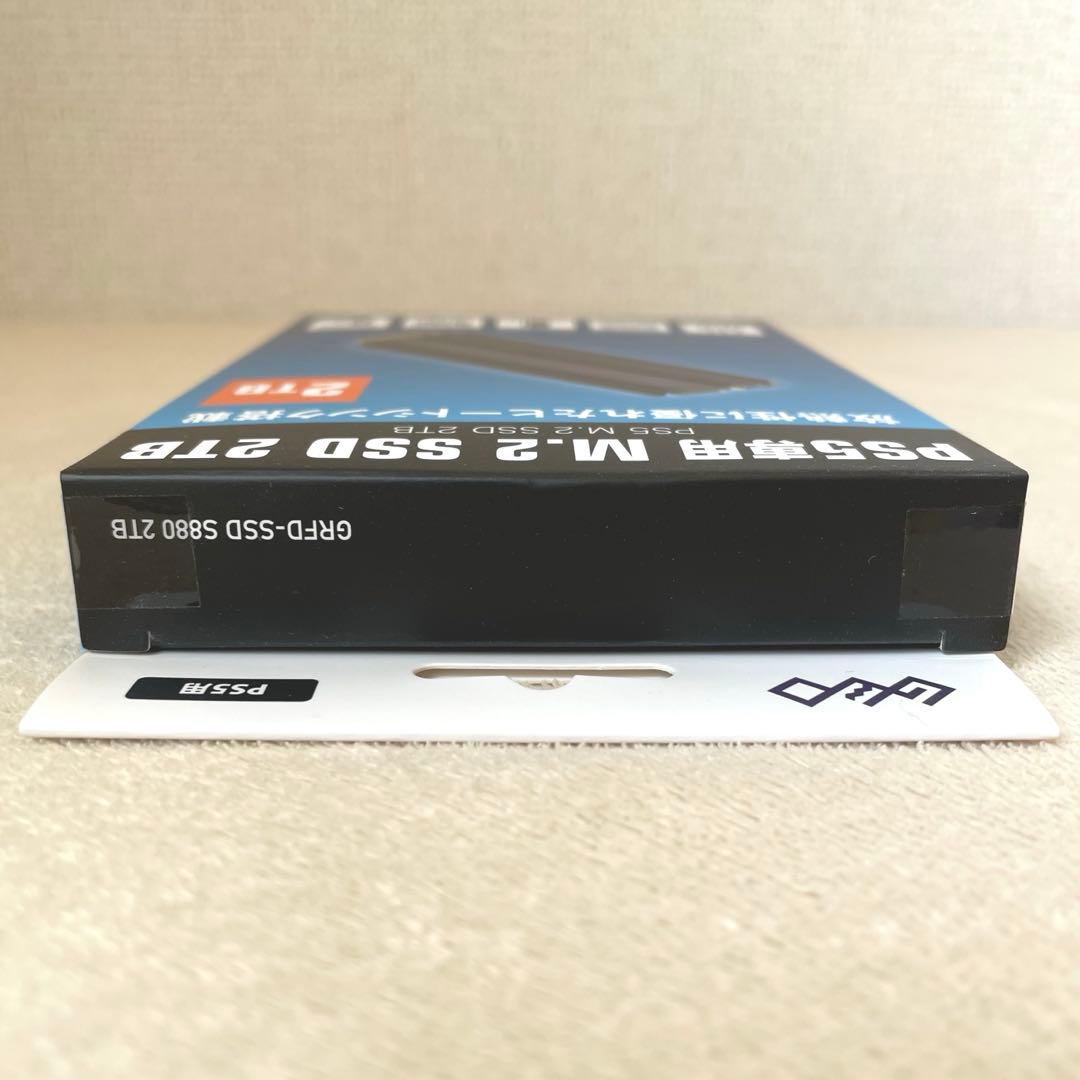 PS5用
GRFD-SSD S880 2TB
PS5専用 M.2 SSD 2TB
PS5 M.2 SSD 2TB
放熱性に優れたヒートシンク搭載
2TB